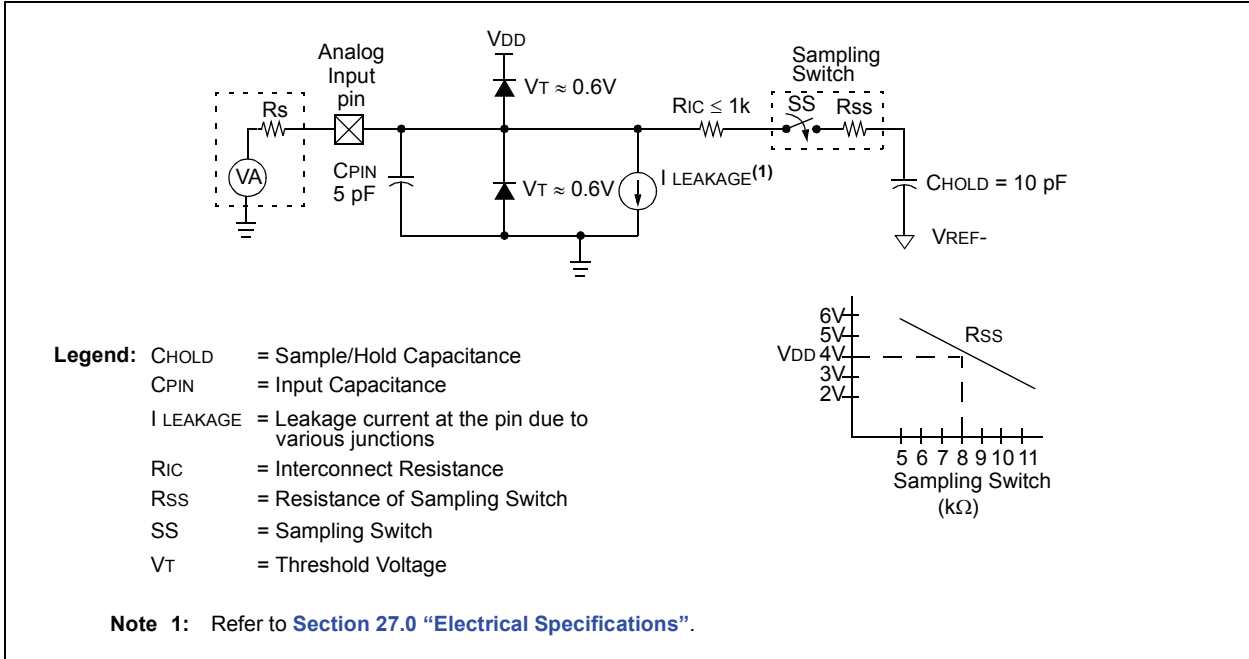 VDD
Analog
Input
pin
Sampling
Switch
VT ≈ 0.6V
Rs
RIC ≤ 1k
SS
Rss
VA
CPIN
5 pF
VT ≈ 0.6V
I LEAKAGE(1)
CHOLD = 10 pF
VREF-
Legend: CHOLD = Sample/Hold Capacitance
CPIN = Input Capacitance
I LEAKAGE = Leakage current at the pin due to
various junctions
RIC = Interconnect Resistance
RSS = Resistance of Sampling Switch
SS = Sampling Switch
VT = Threshold Voltage
6V
5V
VDD 4V
3V
2V
RSS
5 6 7 8 9 10 11
Sampling Switch
(kΩ)
Note 1: Refer to Section 27.0 “Electrical Specifications”.